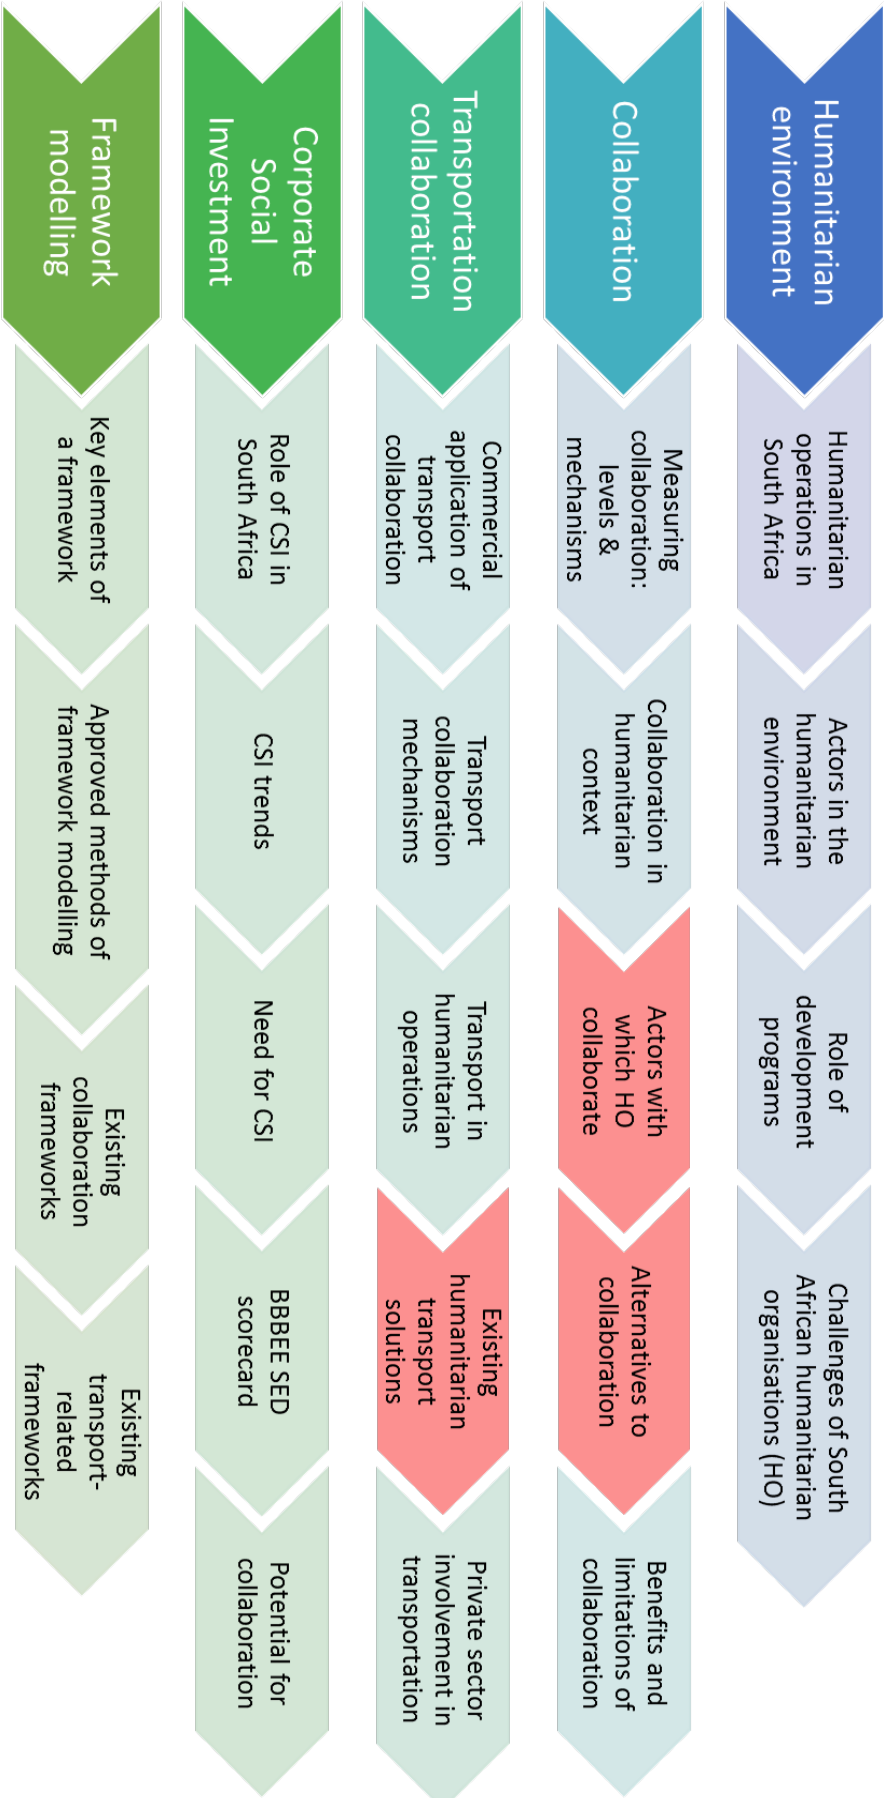 Humanitarian
environment
Humanitarian
operations in
South Africa
Actors in the
humanitarian
environment
Role of
development
programs
Challenges of South
African humanitarian
organisations (HO)
Collaboration
Measuring
collaboration:
levels &
mechanisms
Collaboration in
humanitarian
context
Actors with
which HO
collaborate
Alternatives to
collaboration
Benefits and
limitations of
collaboration
Transportation
collaboration
Commercial
application of
transport
collaboration
Transport
collaboration
mechanisms
Transport in
humanitarian
operations
Existing
humanitarian
transport
solutions
Private sector
involvement in
transportation
Corporate
Social
Investment
Role of CSI in
South Africa
CSI trends
Need for CSI
BBBEE SED
scorecard
Potential for
collaboration
Framework
modelling
Key elements of
a framework
Approved methods of
framework modelling
Existing
collaboration
frameworks
Existing
transport-
related
frameworks